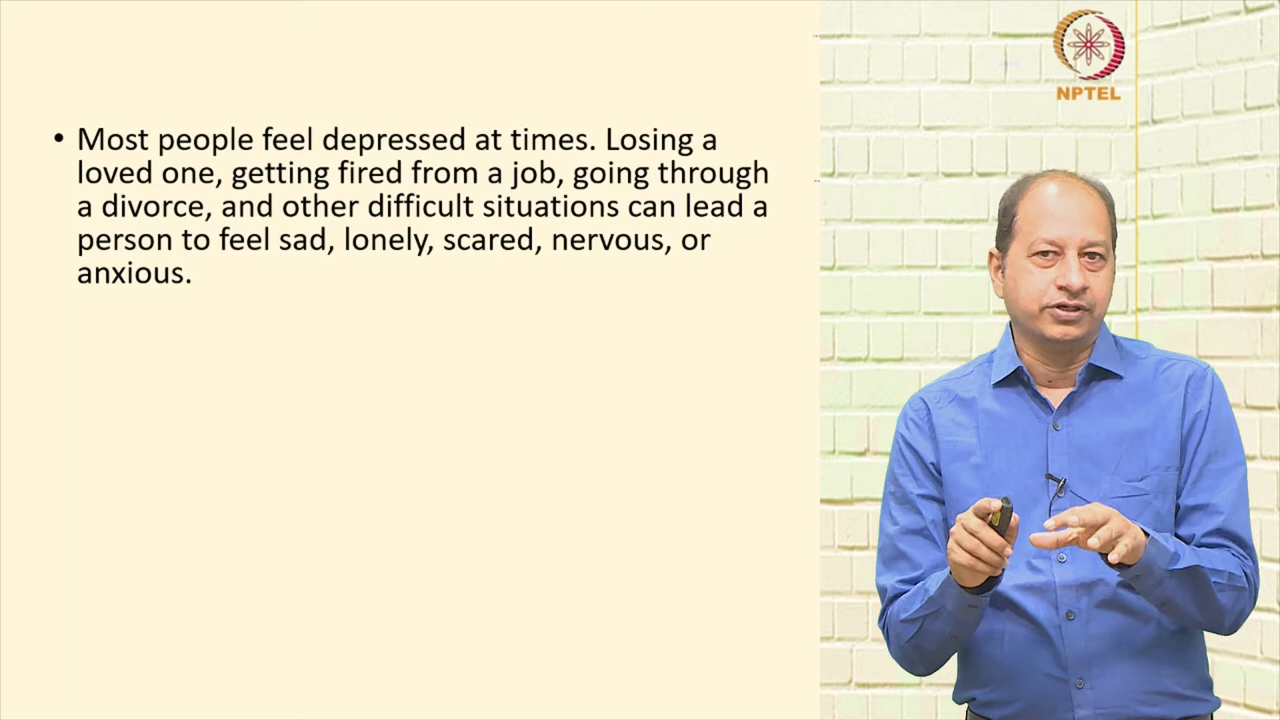 NPTEL
• Most people feel depressed at times. Losing a
loved one, getting fired from a job, going through
a divorce, and other difficult situations can lead a
person to feel sad, lonely, scared, nervous, or
anxious.